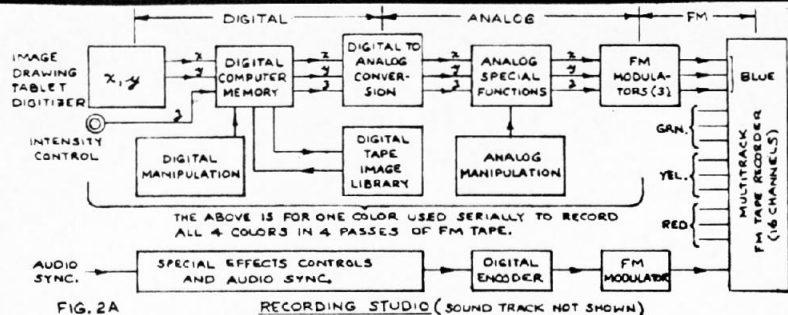 DIGITAL
ANALOG
FM
IMAGE
DRAWING
TABLET
DIGITIZER
x, y
x
y
z
DIGITAL
COMPUTER
MEMORY
x
y
z
DIGITAL TO
ANALOG
CONVER-
SION
x
y
z
ANALOG
SPECIAL
FUNCTIONS
x
y
z
FM
MODULA-
TORS (3)
BLUE
INTENSITY
CONTROL
DIGITAL
MANIPULATION
DIGITAL
TAPE
IMAGE
LIBRARY
ANALOG
MANIPULATION
GRN.
YEL.
RED
MULTITRACK
FM TAPE RECORDER
(16 CHANNELS)
THE ABOVE IS FOR ONE COLOR USED SERIALLY TO RECORD
ALL 4 COLORS IN 4 PASSES OF FM TAPE.
AUDIO
SYNC.
SPECIAL EFFECTS CONTROLS
AND AUDIO SYNC.
DIGITAL
ENCODER
FM
MODULATOR
FIG. 2A
RECORDING STUDIO (SOUND TRACK NOT SHOWN)